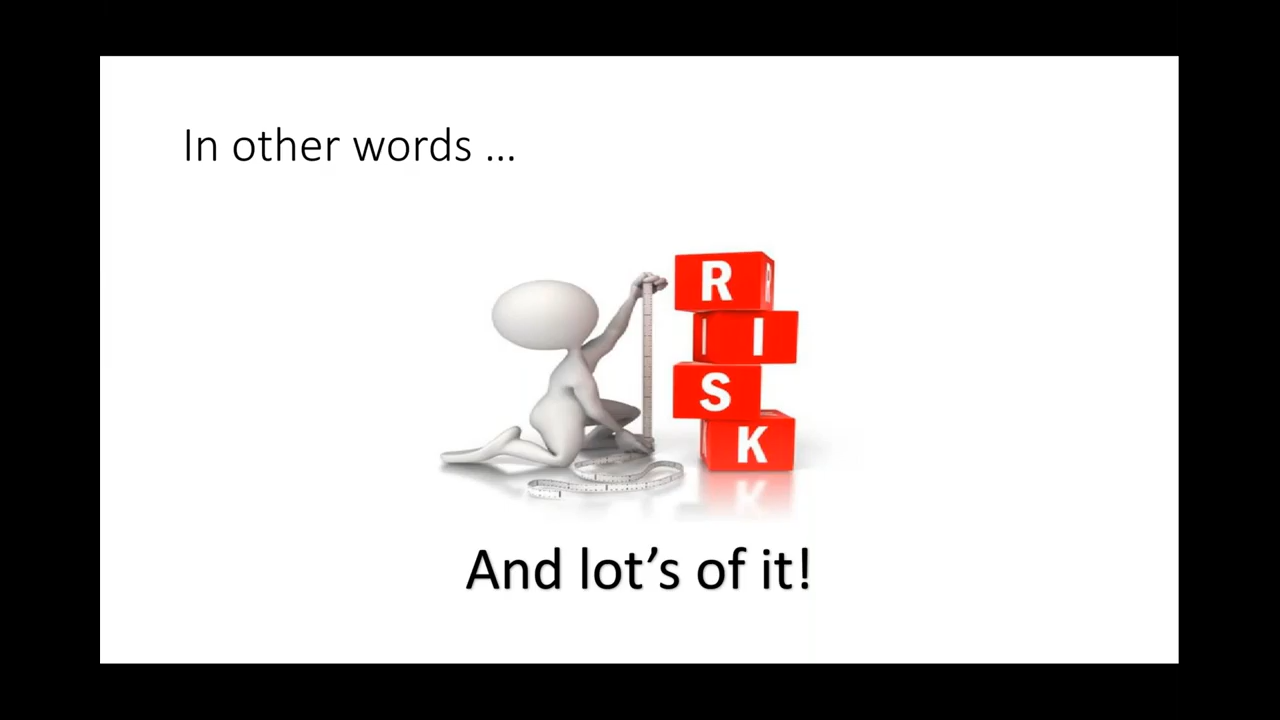 In other words ...
R
I
S
K
And lot’s of it!